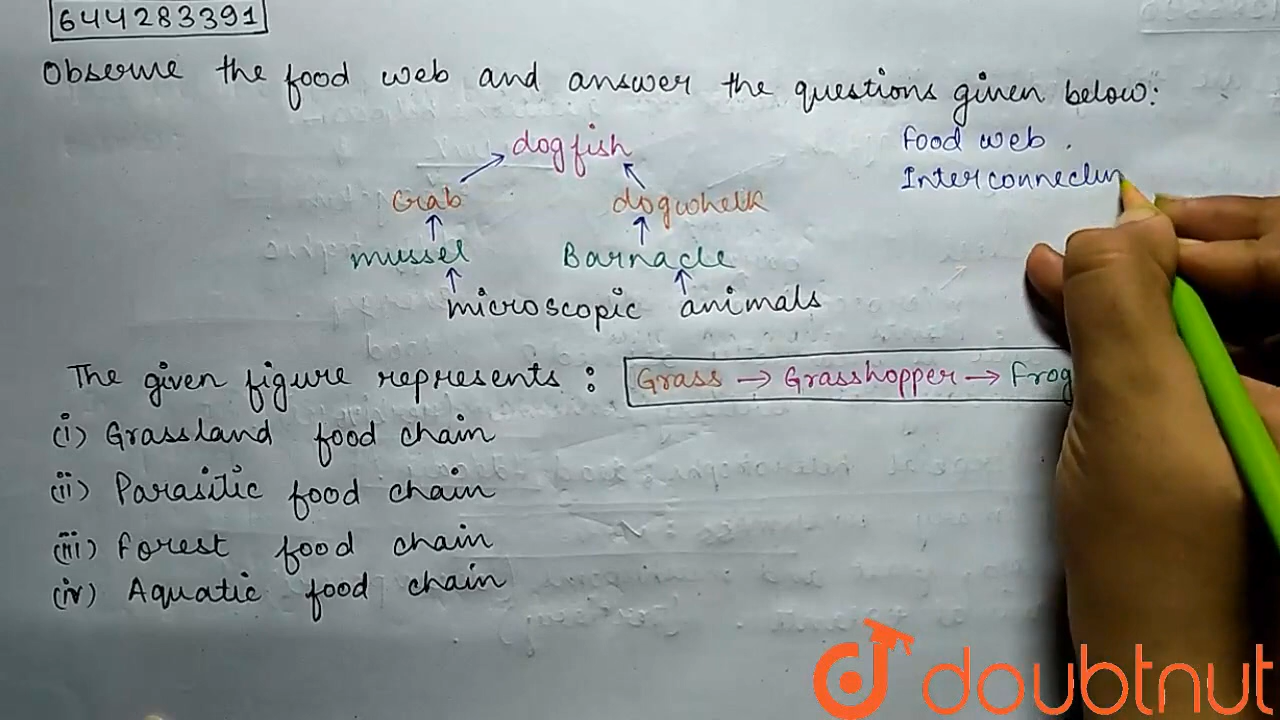 644283391
Observe the food web and answer the questions given below:
dogfish
Crab dogwhelk
mussel Barnacle
microscopic animals
Food web.
Interconnectin
The given figure represents : Grass → Grasshopper → Frog
(i) Grassland food chain
(ii) Parasitic food chain
(iii) Forest food chain
(iv) Aquatic food chain
doubtnut